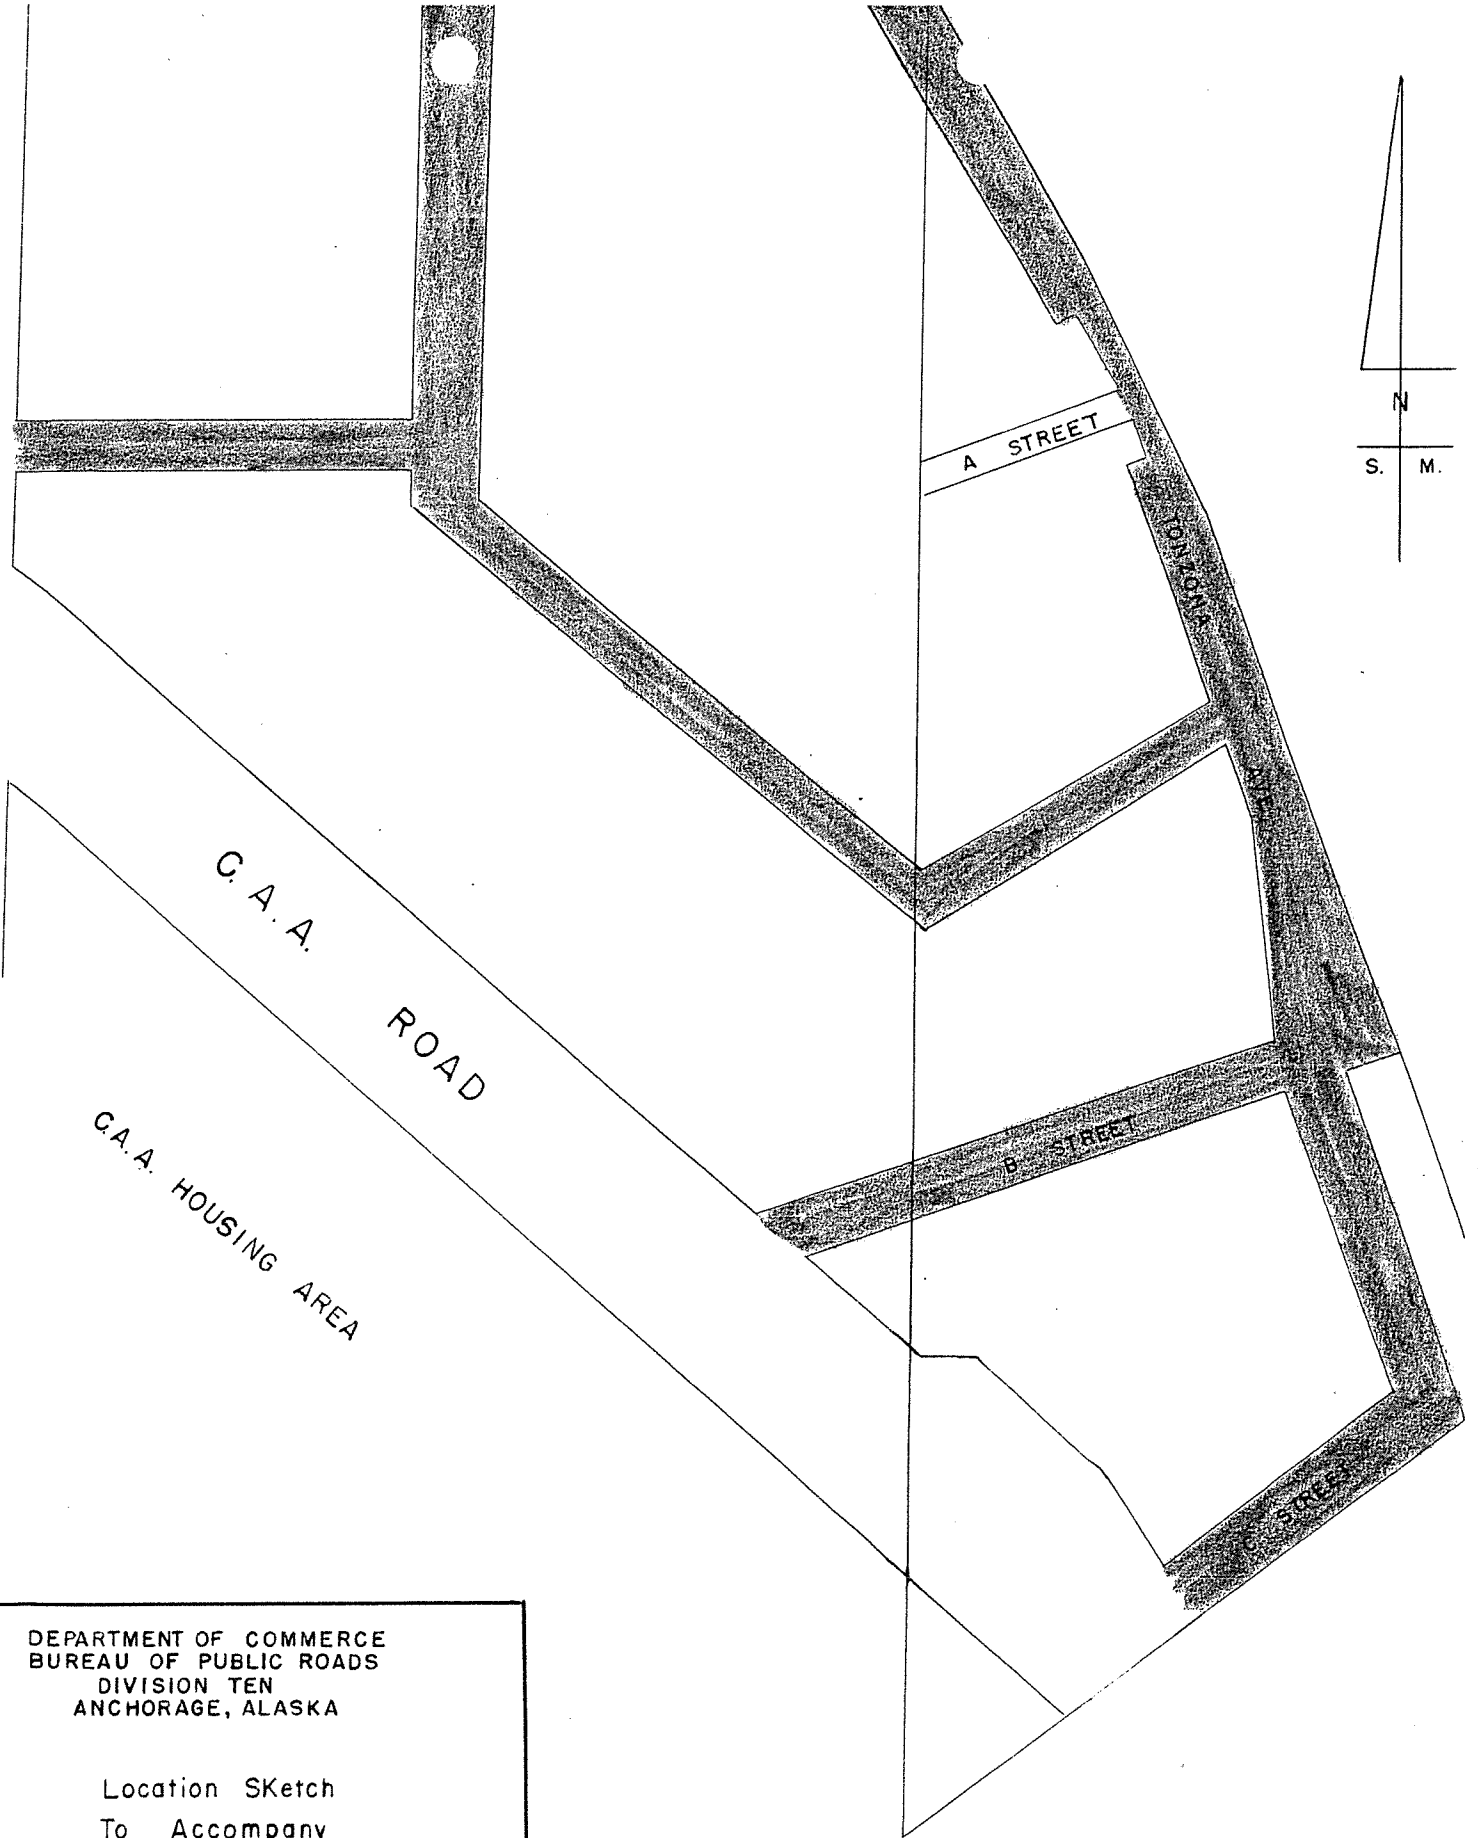 N
S. M.
A STREET
TONZONA AVE.
C. A. A. ROAD
B STREET
C.A.A. HOUSING AREA
C STREET
DEPARTMENT OF COMMERCE
BUREAU OF PUBLIC ROADS
DIVISION TEN
ANCHORAGE, ALASKA
Location SKetch
To Accompany